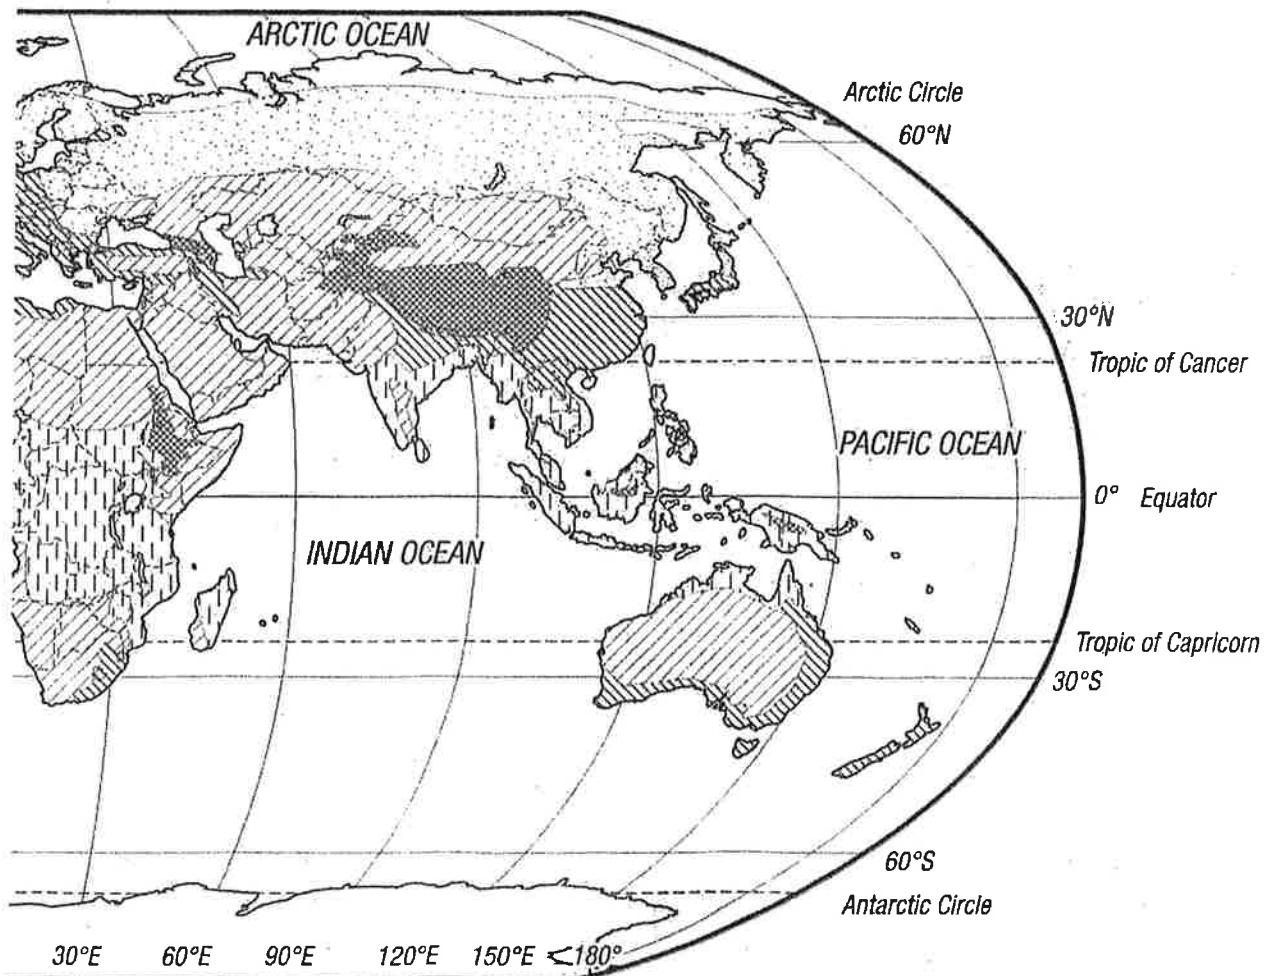 ARCTIC OCEAN
Arctic Circle
60°N
30°N
Tropic of Cancer
PACIFIC OCEAN
0° Equator
INDIAN OCEAN
Tropic of Capricorn
30°S
60°S
Antarctic Circle
30°E 60°E 90°E 120°E 150°E <180°